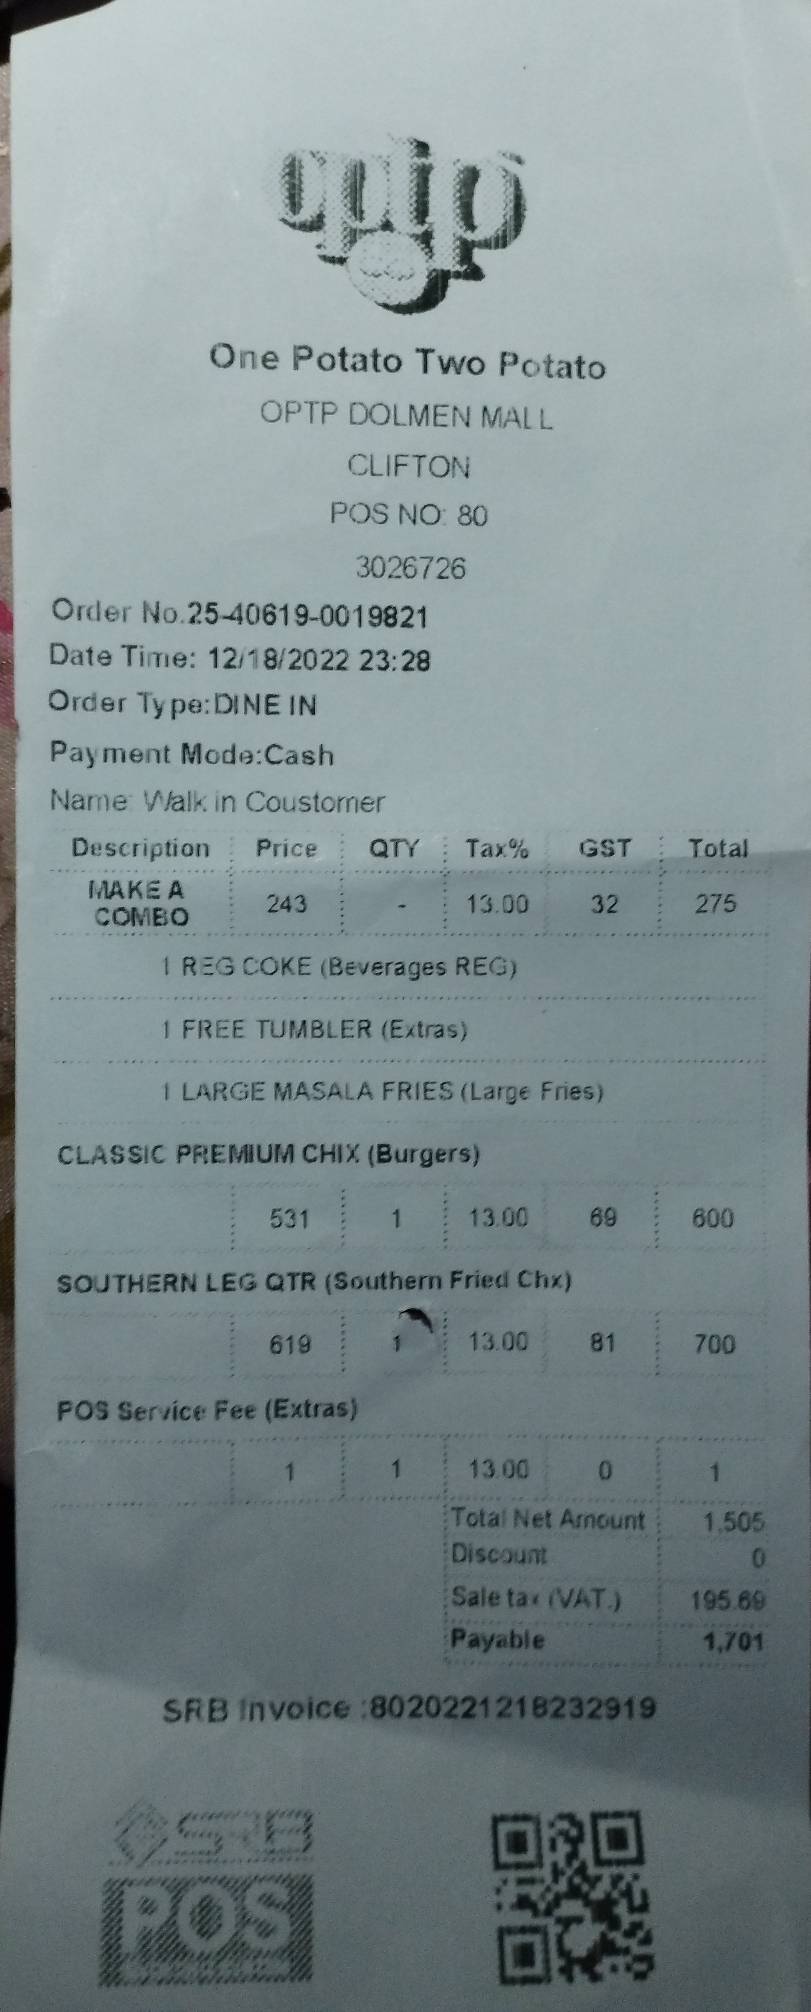 optp
One Potato Two Potato
OPTP DOLMEN MALL
CLIFTON
POS NO: 80
3026726
Order No.25-40619-0019821
Date Time: 12/18/2022 23:28
Order Type:DINE IN
Payment Mode:Cash
Name: Walk in Coustomer
Description Price QTY Tax% GST Total
MAKE A COMBO 243 - 13.00 32 275
1 REG COKE (Beverages REG)
1 FREE TUMBLER (Extras)
1 LARGE MASALA FRIES (Large Fries)
CLASSIC PREMIUM CHIX (Burgers)
531 1 13.00 69 600
SOUTHERN LEG QTR (Southern Fried Chx)
619 1 13.00 81 700
POS Service Fee (Extras)
1 1 13.00 0 1
Total Net Amount 1,505
Discount 0
Sale tax (VAT.) 195.69
Payable 1,701
SRB Invoice :8020221218232919
SRB
POS